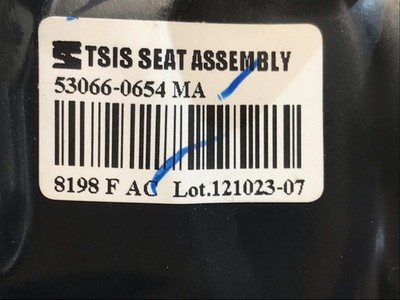 TSIS SEAT ASSEMBLY
53066-0654 MA
8198 F AC Lot.121023-07